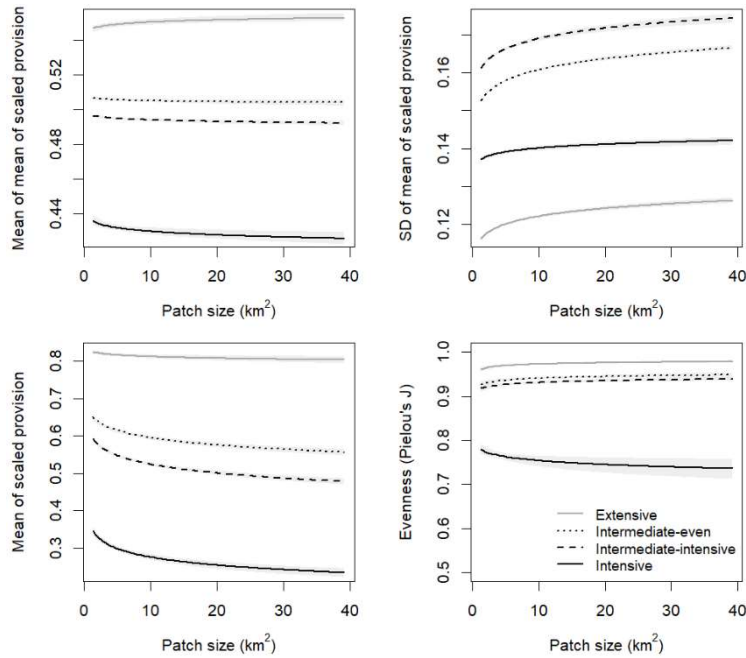 Mean of mean of scaled provision
0.52
0.48
0.44
0 10 20 30 40
Patch size (km²)
SD of mean of scaled provision
0.16
0.14
0.12
0 10 20 30 40
Patch size (km²)
Mean of scaled provision
0.8
0.7
0.6
0.5
0.3
0 10 20 30 40
Patch size (km²)
Evenness (Pielou's J)
1.0
0.9
0.8
0.7
0.6
0.5
Extensive
Intermediate-even
Intermediate-intensive
Intensive
0 10 20 30 40
Patch size (km²)